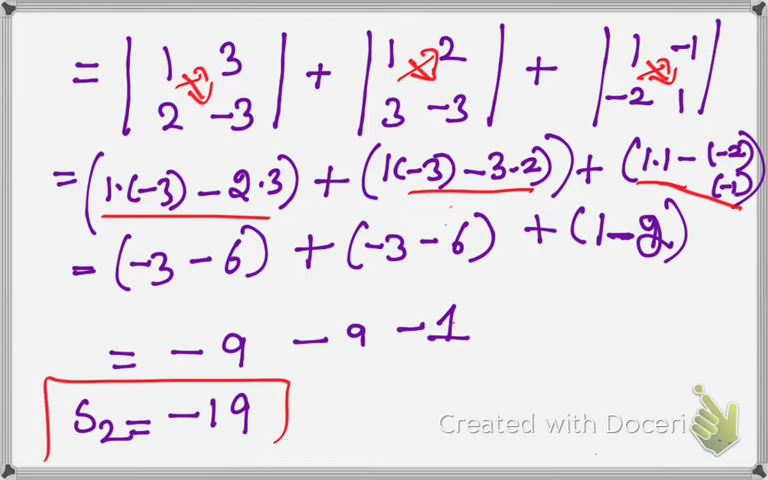 = | 1 3 | + | 1 2 | + | 1 -1 |
| 2 -3 | | 3 -3 | | -2 1 |
= (1·(-3) - 2·3) + (1(-3) - 3·2) + (1·1 - (-2)(-1))
= (-3 - 6) + (-3 - 6) + (1 - 2)
= - 9 - 9 - 1
S2 = -19
Created with Doceri